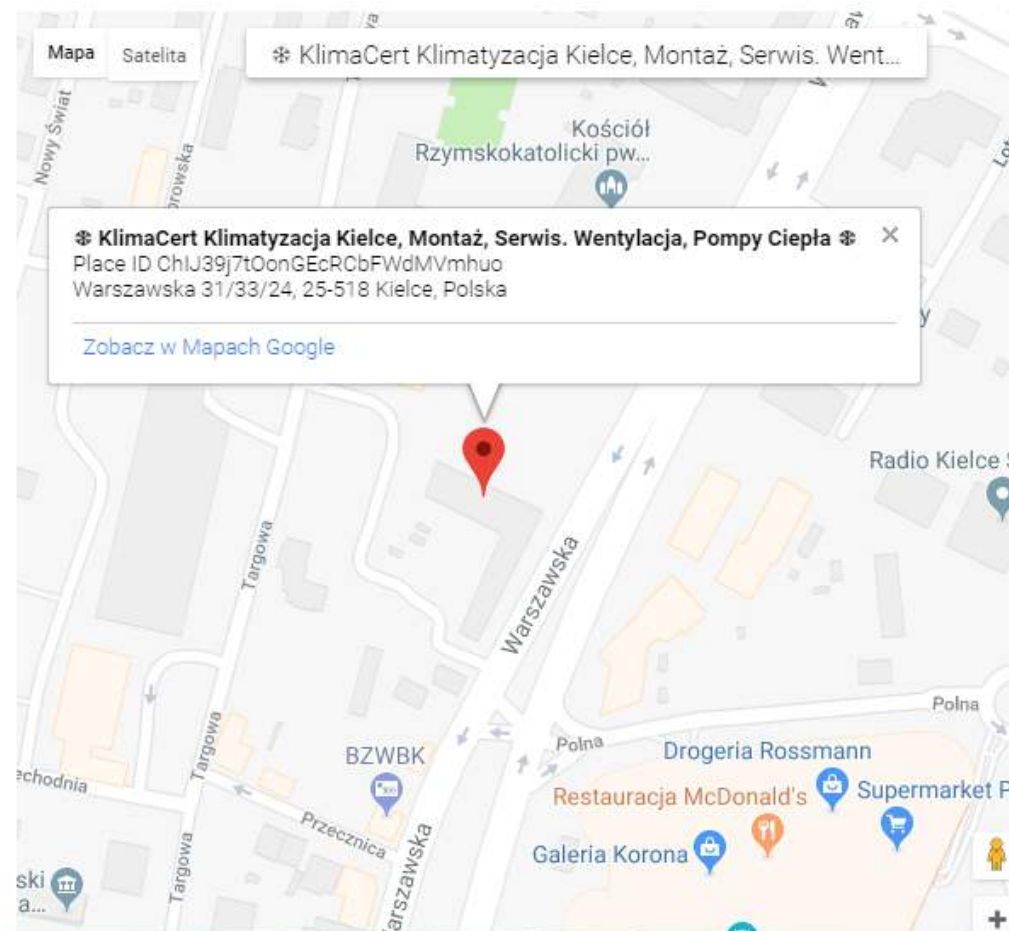 Mapa
Satelita
❄ KlimaCert Klimatyzacja Kielce, Montaż, Serwis. Went...
Nowy Świat
Kościół
Rzymskokatolicki pw...
❄ KlimaCert Klimatyzacja Kielce, Montaż, Serwis. Wentylacja, Pompy Ciepła ❄
Place ID ChIJ39j7tOonGEcRCbFWdMVmhuo
Warszawska 31/33/24, 25-518 Kielce, Polska
Zobacz w Mapach Google
Radio Kielce
Targowa
Warszawska
Polna
Targowa
BZWBK
Polna
Drogeria Rossmann
Restauracja McDonald's
Supermarket P
Przecznica
Galeria Korona
Targowa